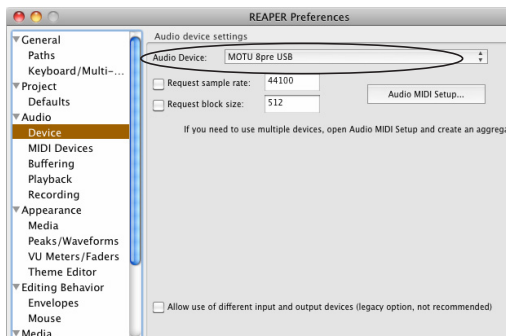 REAPER Preferences
General
Paths
Keyboard/Multi-...
Project
Defaults
Audio
Device
MIDI Devices
Buffering
Playback
Recording
Appearance
Media
Peaks/Waveforms
VU Meters/Faders
Theme Editor
Editing Behavior
Envelopes
Mouse
Media
Audio device settings
Audio Device: MOTU 8pre USB
Request sample rate: 44100
Request block size: 512
Audio MIDI Setup...
If you need to use multiple devices, open Audio MIDI Setup and create an aggrega
Allow use of different input and output devices (legacy option, not recommended)